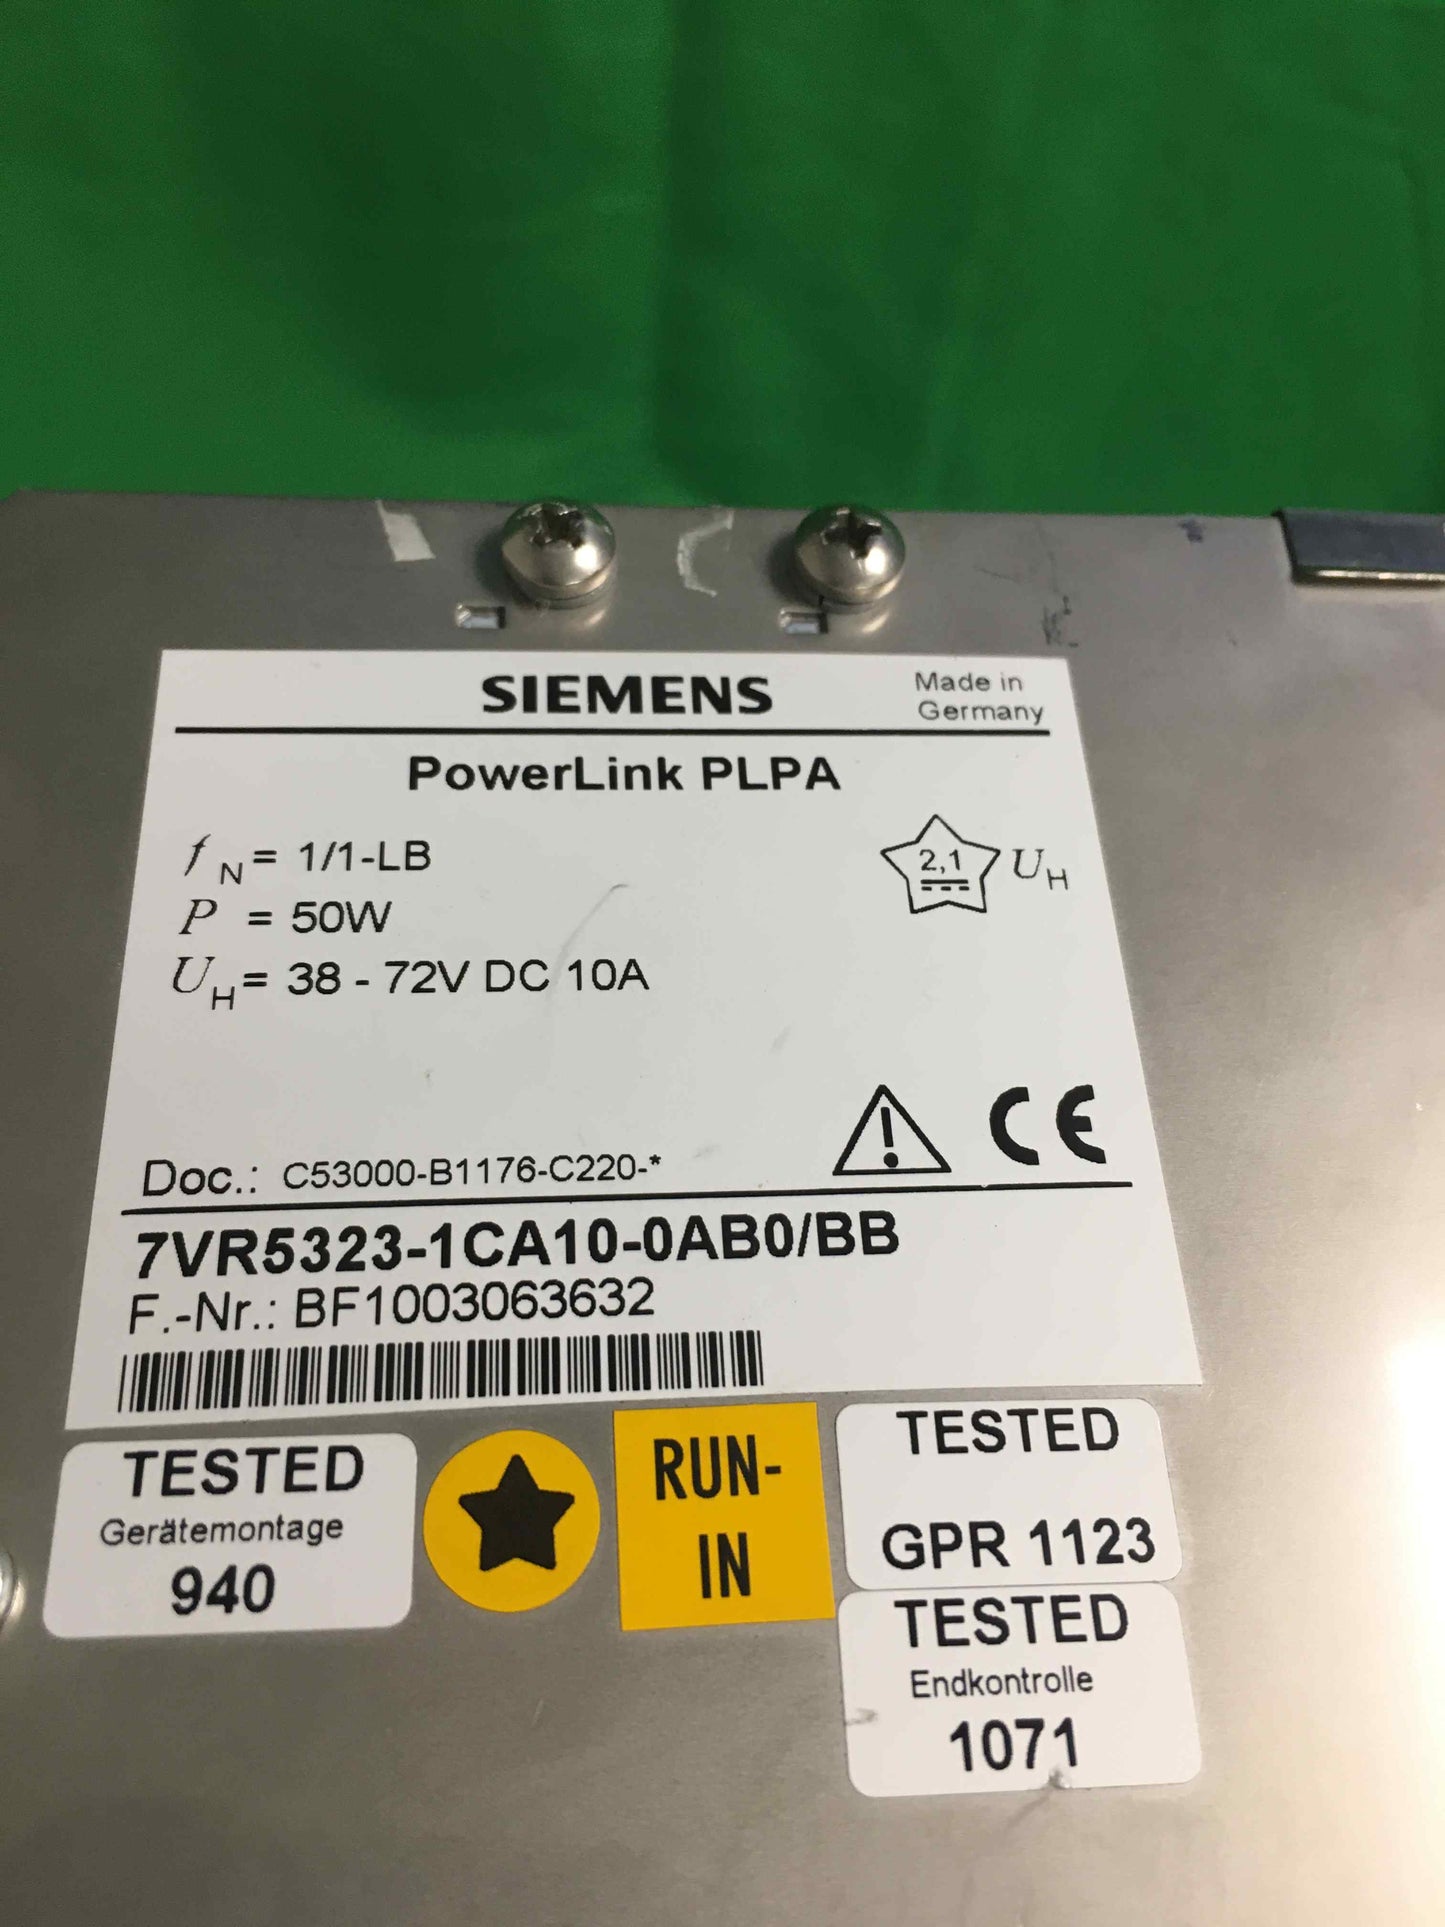 SIEMENS
Made in
Germany
PowerLink PLPA
fN= 1/1-LB
2,1
UH
P = 50W
UH= 38 - 72V DC 10A
CE
Doc.: C53000-B1176-C220-*
7VR5323-1CA10-0AB0/BB
F.-Nr.: BF1003063632
TESTED
Gerätemontage
940
RUN-
IN
TESTED
GPR 1123
TESTED
Endkontrolle
1071